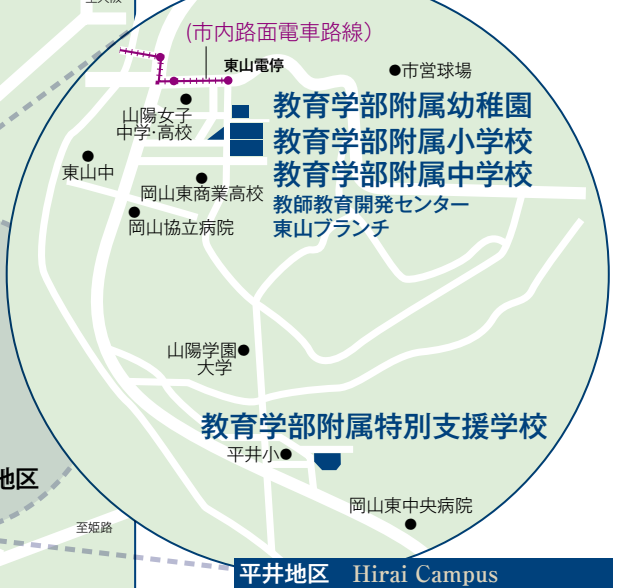 (市内路面電車路線)
東山電停
市営球場
教育学部附属幼稚園
山陽女子
中学・高校
教育学部附属小学校
東山中
教育学部附属中学校
岡山東商業高校
教師教育開発センター
東山ブランチ
岡山協立病院
山陽学園
大学
教育学部附属特別支援学校
平井小
地区
岡山東中央病院
至姫路
平井地区 Hirai Campus